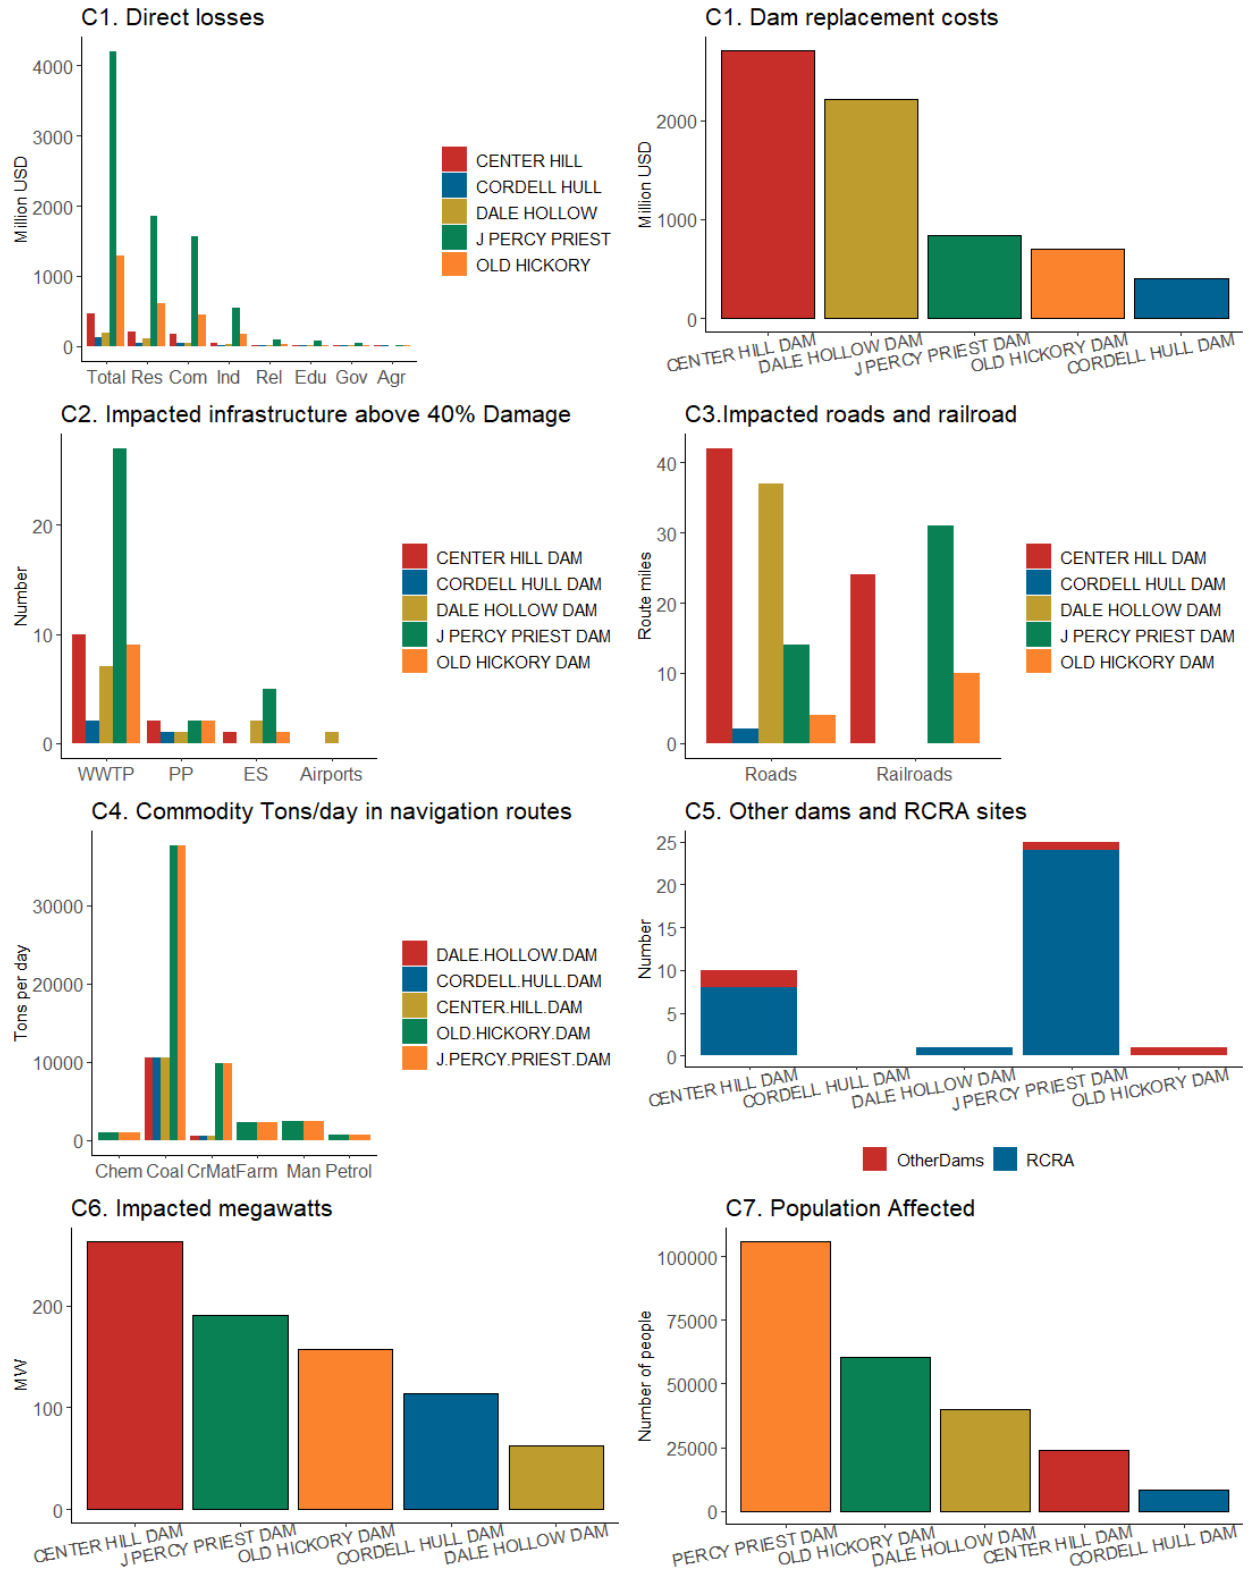 C1. Direct losses
Million USD
4000
3000
2000
1000
0
Total Res Com Ind Rel Edu Gov Agr
CENTER HILL
CORDELL HULL
DALE HOLLOW
J PERCY PRIEST
OLD HICKORY
C1. Dam replacement costs
Million USD
2000
1000
0
CENTER HILL DAM
DALE HOLLOW DAM
J PERCY PRIEST DAM
OLD HICKORY DAM
CORDELL HULL DAM
C2. Impacted infrastructure above 40% Damage
Number
20
10
0
WWTP PP ES Airports
CENTER HILL DAM
CORDELL HULL DAM
DALE HOLLOW DAM
J PERCY PRIEST DAM
OLD HICKORY DAM
C3.Impacted roads and railroad
Route miles
40
30
20
10
0
Roads Railroads
CENTER HILL DAM
CORDELL HULL DAM
DALE HOLLOW DAM
J PERCY PRIEST DAM
OLD HICKORY DAM
C4. Commodity Tons/day in navigation routes
Tons per day
30000
20000
10000
0
Chem Coal CrMatFarm Man Petrol
DALE.HOLLOW.DAM
CORDELL.HULL.DAM
CENTER.HILL.DAM
OLD.HICKORY.DAM
J.PERCY.PRIEST.DAM
C5. Other dams and RCRA sites
Number
25
20
15
10
5
0
CENTER HILL DAM
CORDELL HULL DAM
DALE HOLLOW DAM
J PERCY PRIEST DAM
OLD HICKORY DAM
OtherDams RCRA
C6. Impacted megawatts
MW
200
100
0
CENTER HILL DAM
J PERCY PRIEST DAM
OLD HICKORY DAM
CORDELL HULL DAM
DALE HOLLOW DAM
C7. Population Affected
Number of people
100000
75000
50000
25000
0
PERCY PRIEST DAM
OLD HICKORY DAM
DALE HOLLOW DAM
CENTER HILL DAM
CORDELL HULL DAM